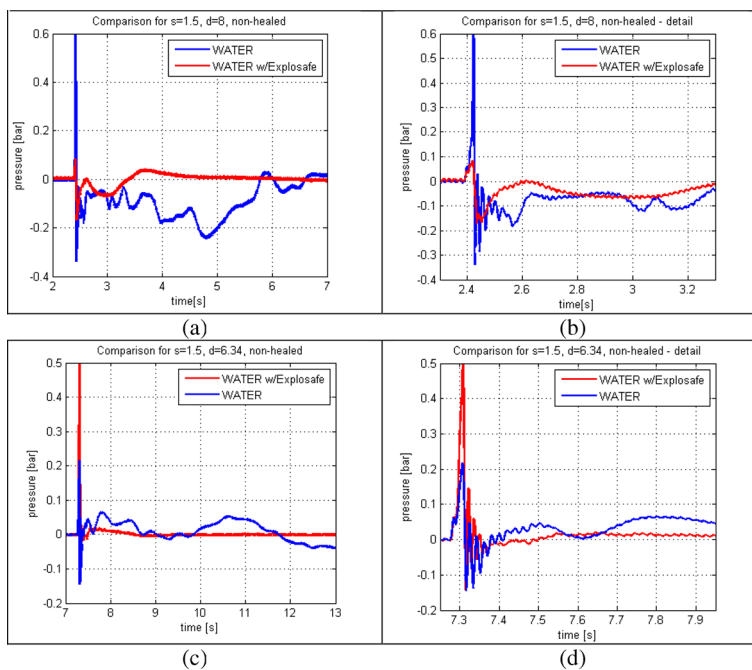 Comparison for s=1.5, d=8, non-healed
WATER
WATER w/Explosafe
pressure [bar]
0.6
0.4
0.2
0
-0.2
-0.4
2 3 4 5 6 7
time[s]
(a)
Comparison for s=1.5, d=8, non-healed - detail
WATER
WATER w/Explosafe
pressure [bar]
0.6
0.5
0.4
0.3
0.2
0.1
0
-0.1
-0.2
-0.3
-0.4
2.4 2.6 2.8 3 3.2
time[s]
(b)
Comparison for s=1.5, d=6.34, non-healed
WATER w/Explosafe
WATER
pressure [bar]
0.5
0.4
0.3
0.2
0.1
0
-0.1
-0.2
7 8 9 10 11 12 13
time [s]
(c)
Comparison for s=1.5, d=6.34, non-healed - detail
WATER w/Explosafe
WATER
pressure [bar]
0.5
0.4
0.3
0.2
0.1
0
-0.1
-0.2
7.3 7.4 7.5 7.6 7.7 7.8 7.9
time [s]
(d)